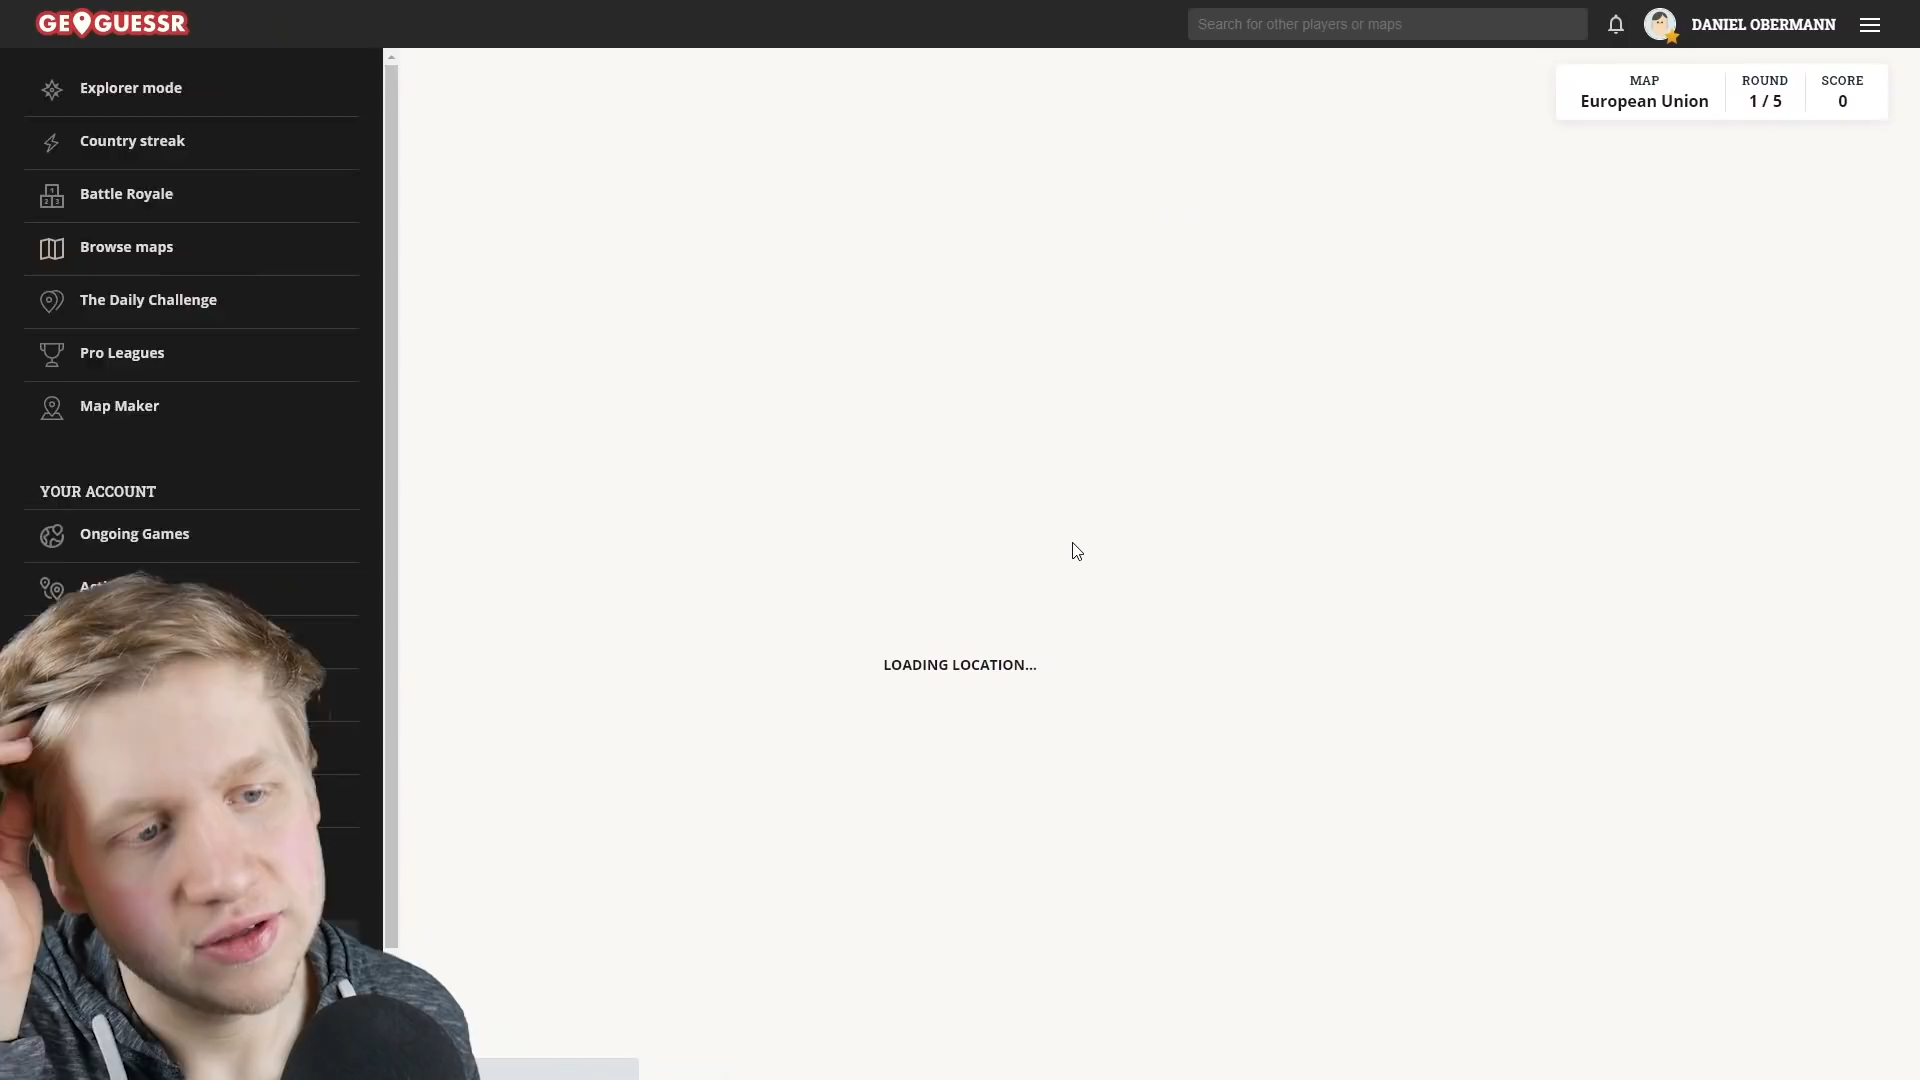 GEOGUESSR
Search for other players or maps
DANIEL OBERMANN
Explorer mode
Country streak
Battle Royale
Browse maps
The Daily Challenge
Pro Leagues
Map Maker
YOUR ACCOUNT
Ongoing Games
MAP
European Union
ROUND
1 / 5
SCORE
0
LOADING LOCATION...